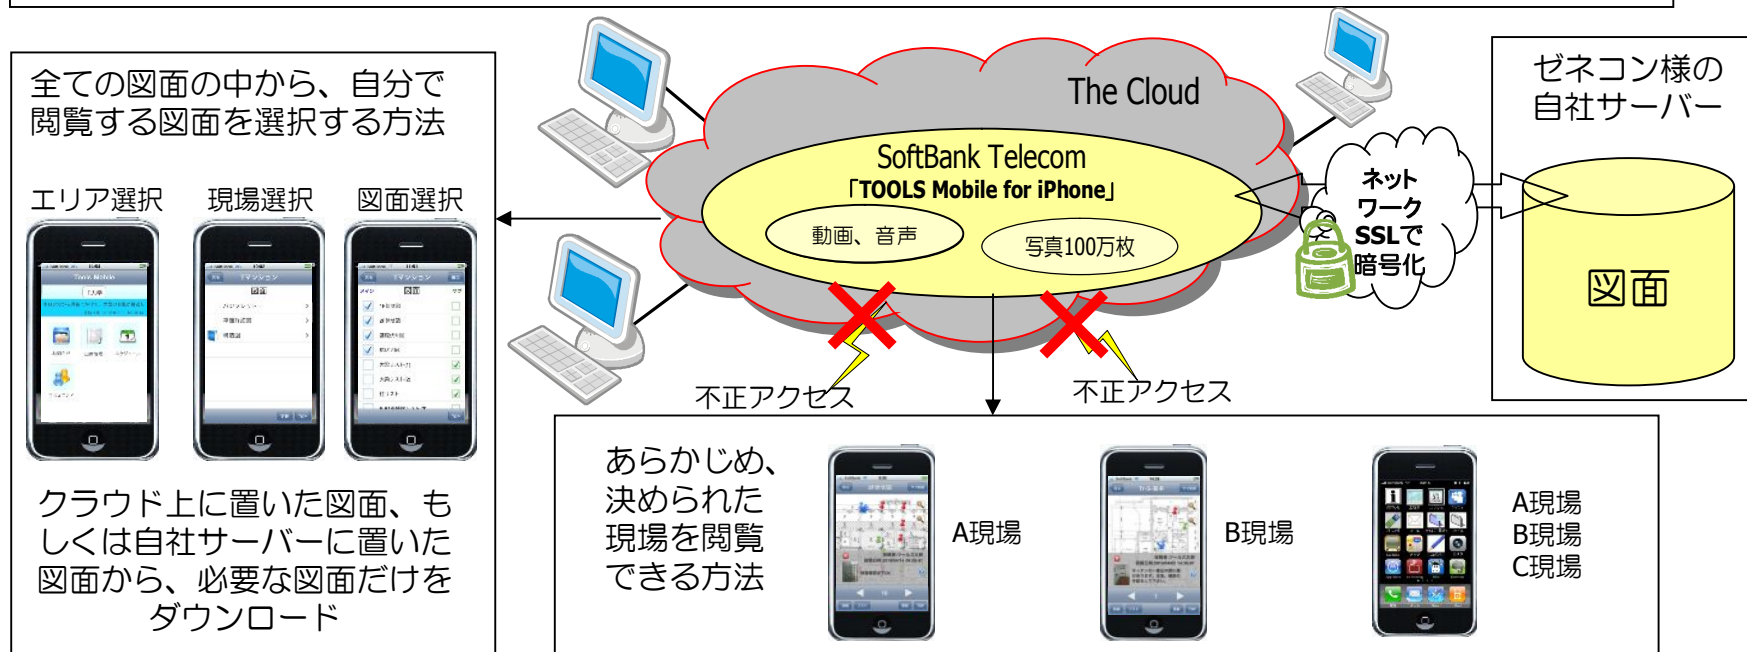 全ての図面の中から、自分で
閲覧する図面を選択する方法
エリア選択
現場選択
図面選択
クラウド上に置いた図面、も
しくは自社サーバーに置いた
図面から、必要な図面だけを
ダウンロード
The Cloud
SoftBank Telecom
「TOOLS Mobile for iPhone」
動画、音声
写真100万枚
ネット
ワーク
SSLで
暗号化
ゼネコン様の
自社サーバー
図面
不正アクセス
不正アクセス
あらかじめ、
決められた
現場を閲覧
できる方法
A現場
B現場
A現場
B現場
C現場